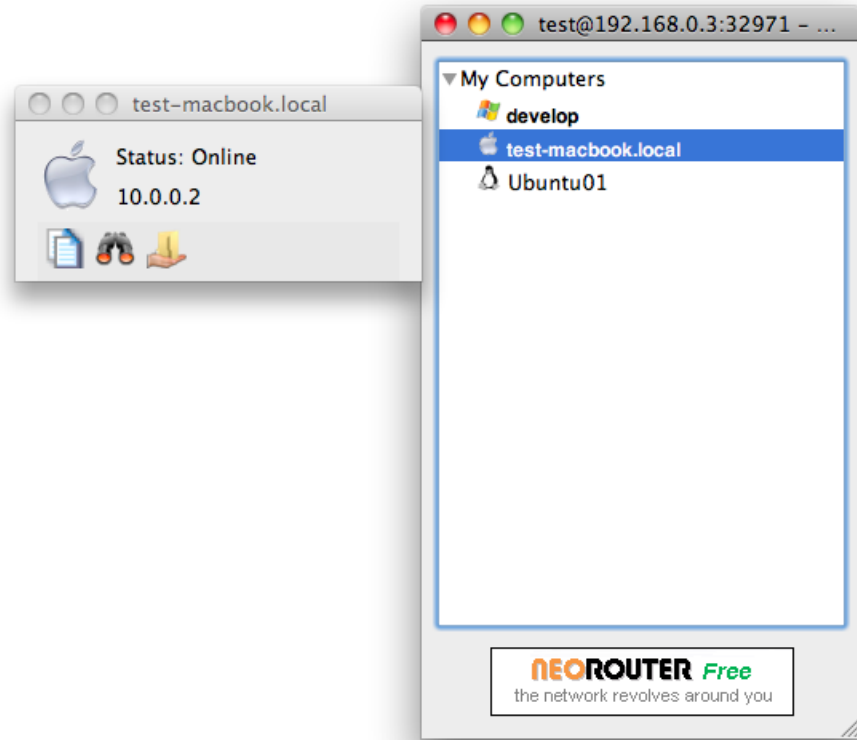 test-macbook.local
Status: Online
10.0.0.2
test@192.168.0.3:32971 – ...
My Computers
develop
test-macbook.local
Ubuntu01
NEOROUTER Free
the network revolves around you